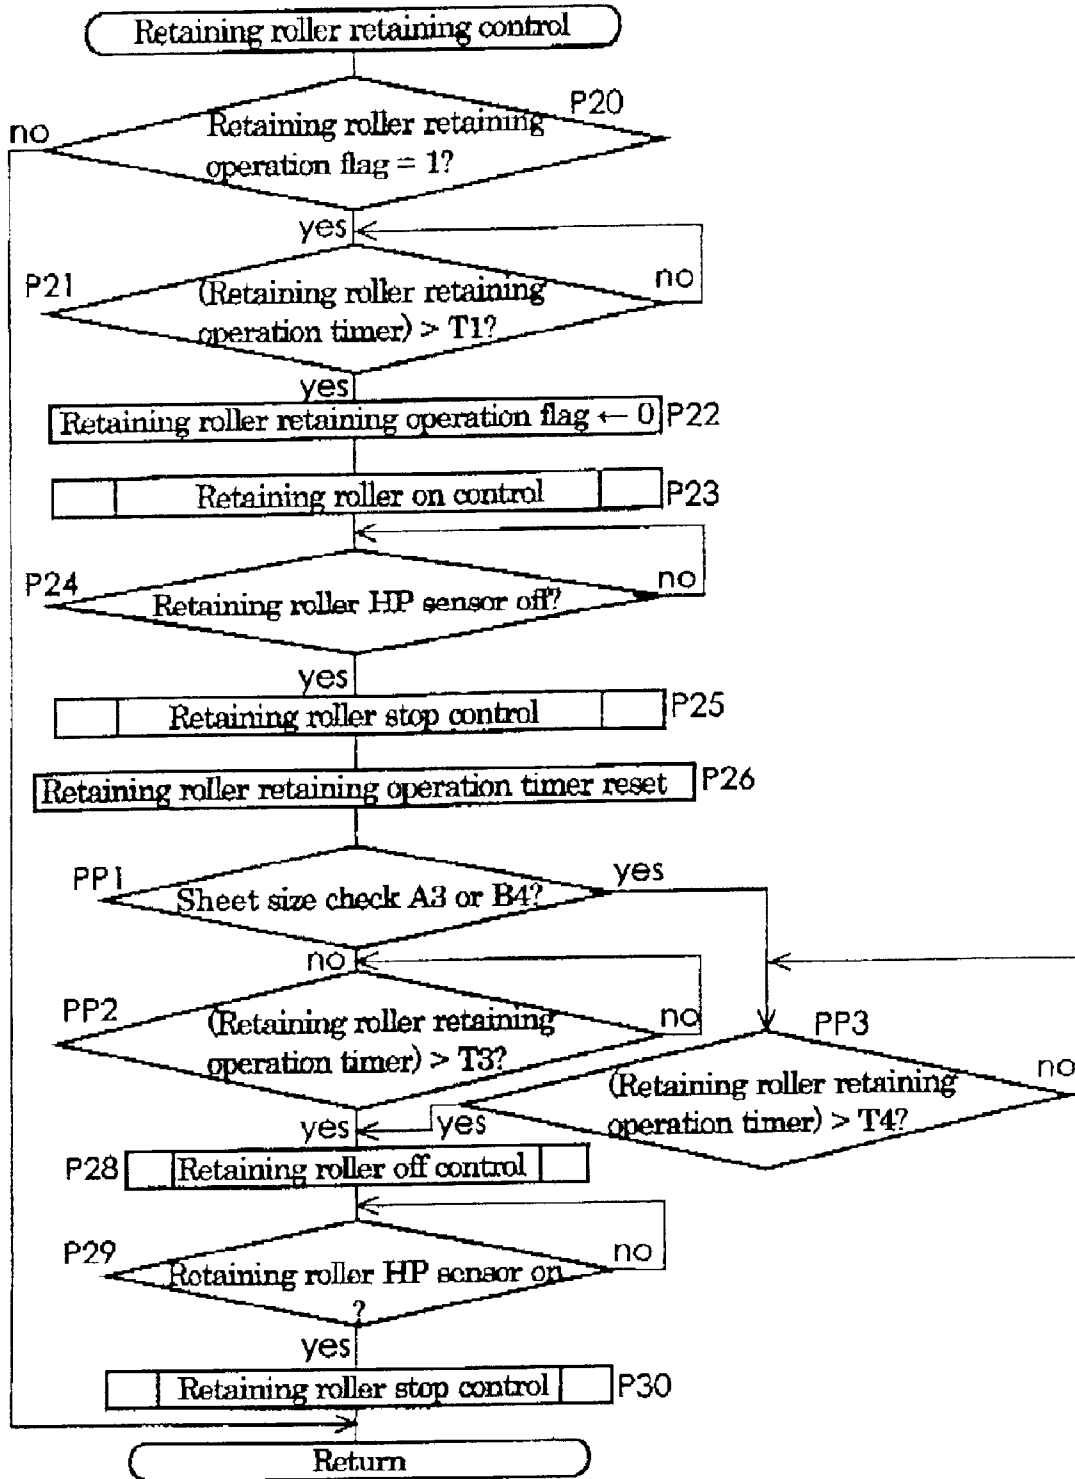 Retaining roller retaining control
P20
no
Retaining roller retaining
operation flag = 1?
yes
P21
no
(Retaining roller retaining
operation timer) > T1?
yes
Retaining roller retaining operation flag ← 0
P22
Retaining roller on control
P23
P24
no
Retaining roller HP sensor off?
yes
Retaining roller stop control
P25
Retaining roller retaining operation timer reset
P26
PP1
yes
Sheet size check A3 or B4?
no
PP2
no
(Retaining roller retaining
operation timer) > T3?
PP3
no
(Retaining roller retaining
operation timer) > T4?
yes
yes
P28
Retaining roller off control
P29
no
Retaining roller HP sensor on
?
yes
Retaining roller stop control
P30
Return